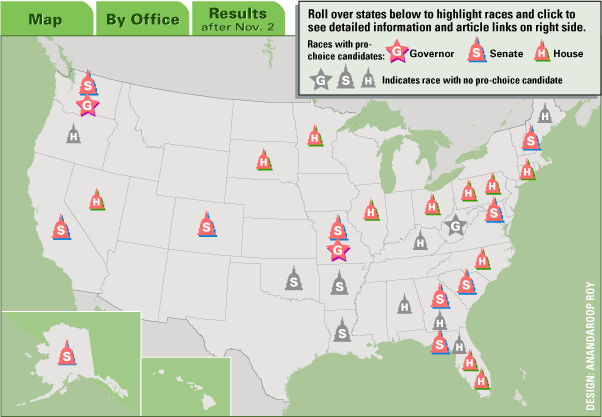 Map
By Office
Results
after Nov. 2
Roll over states below to highlight races and click to
see detailed information and article links on right side.
Races with pro-
choice candidates:
G Governor
S Senate
H House
G S H Indicates race with no pro-choice candidate
S
G
H
H
H
H
S
H
S
H
S
S
G
H
H
H
H
S
H
G
H
S
S
H
S
S
H
S
H
S
H
S
H
H
S
DESIGN: ANANDAROOP ROY